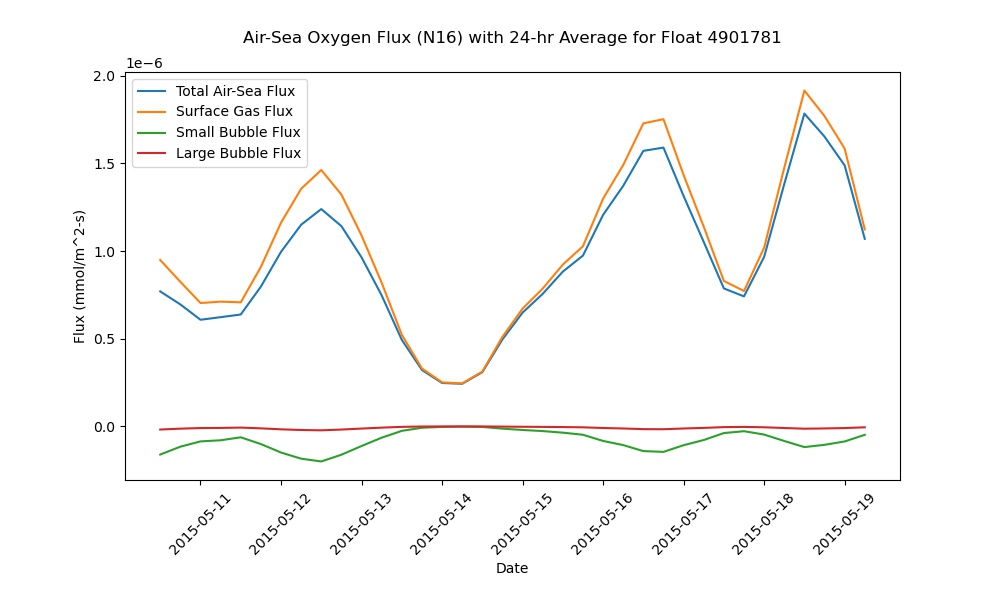 Air-Sea Oxygen Flux (N16) with 24-hr Average for Float 4901781
1e−6
2.0
1.5
1.0
0.5
0.0
Flux (mmol/m^2-s)
Total Air-Sea Flux
Surface Gas Flux
Small Bubble Flux
Large Bubble Flux
2015-05-11
2015-05-12
2015-05-13
2015-05-14
2015-05-15
2015-05-16
2015-05-17
2015-05-18
2015-05-19
Date